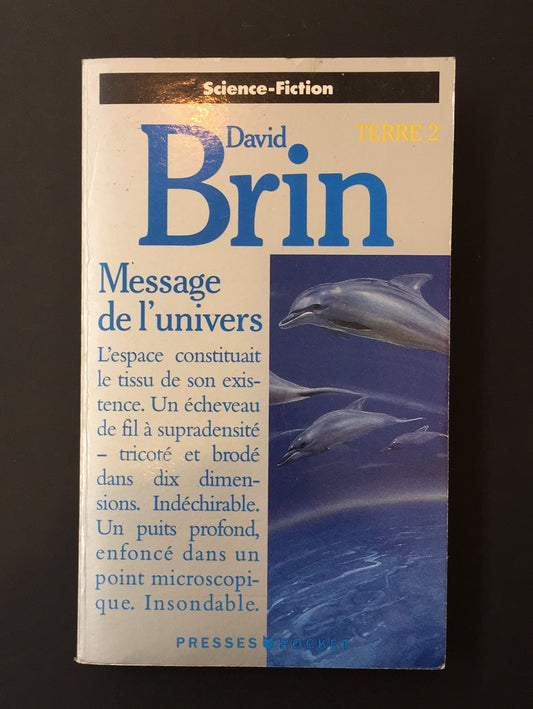 Science-Fiction
David
TERRE 2
Brin
Message
de l'univers
L'espace constituait
le tissu de son exis-
tence. Un écheveau
de fil à supradensité
– tricoté et brodé
dans dix dimen-
sions. Indéchirable.
Un puits profond,
enfoncé dans un
point microscopi-
que. Insondable.
PRESSES POCKET